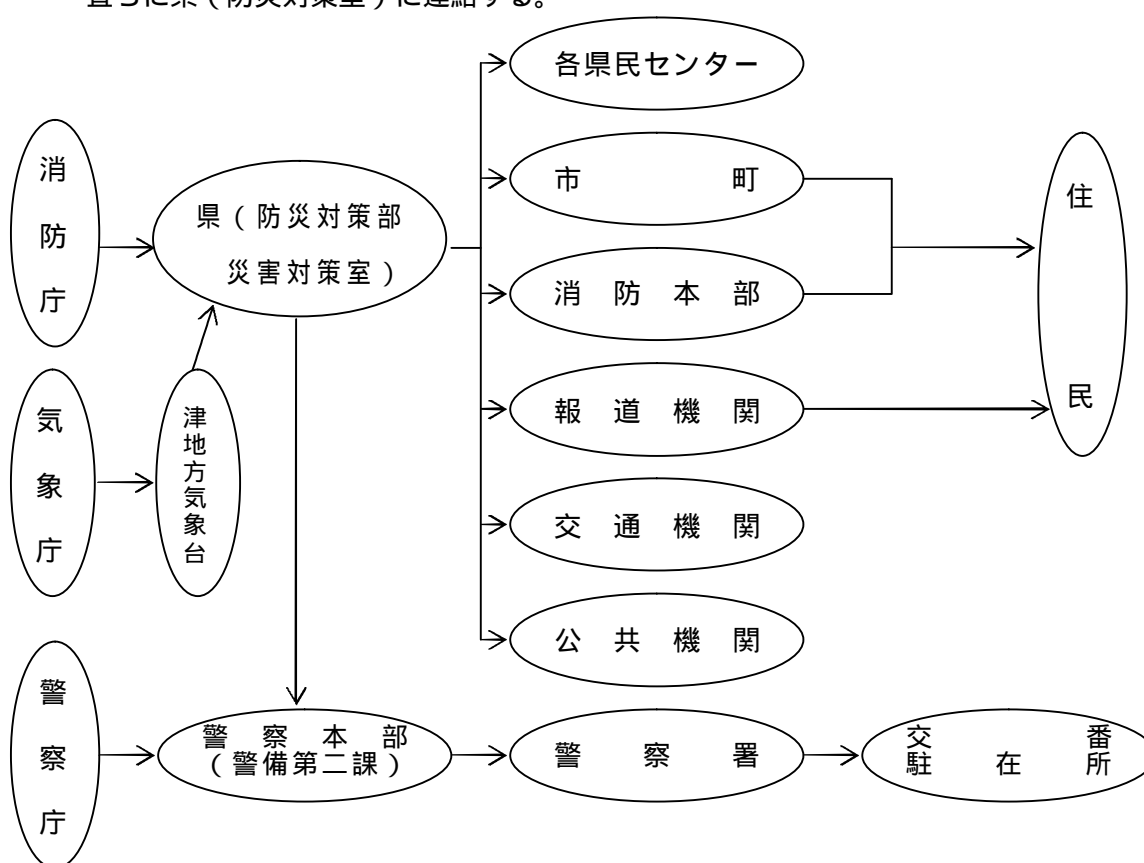 直ちに県(防災対策室)に連絡する。
各県民センター
消防庁
県(防災対策部
災害対策室)
市町
消防本部
住民
気象庁
津地方気象台
報道機関
交通機関
公共機関
警察庁
警察本部
(警備第二課)
警察署
交番
駐在所